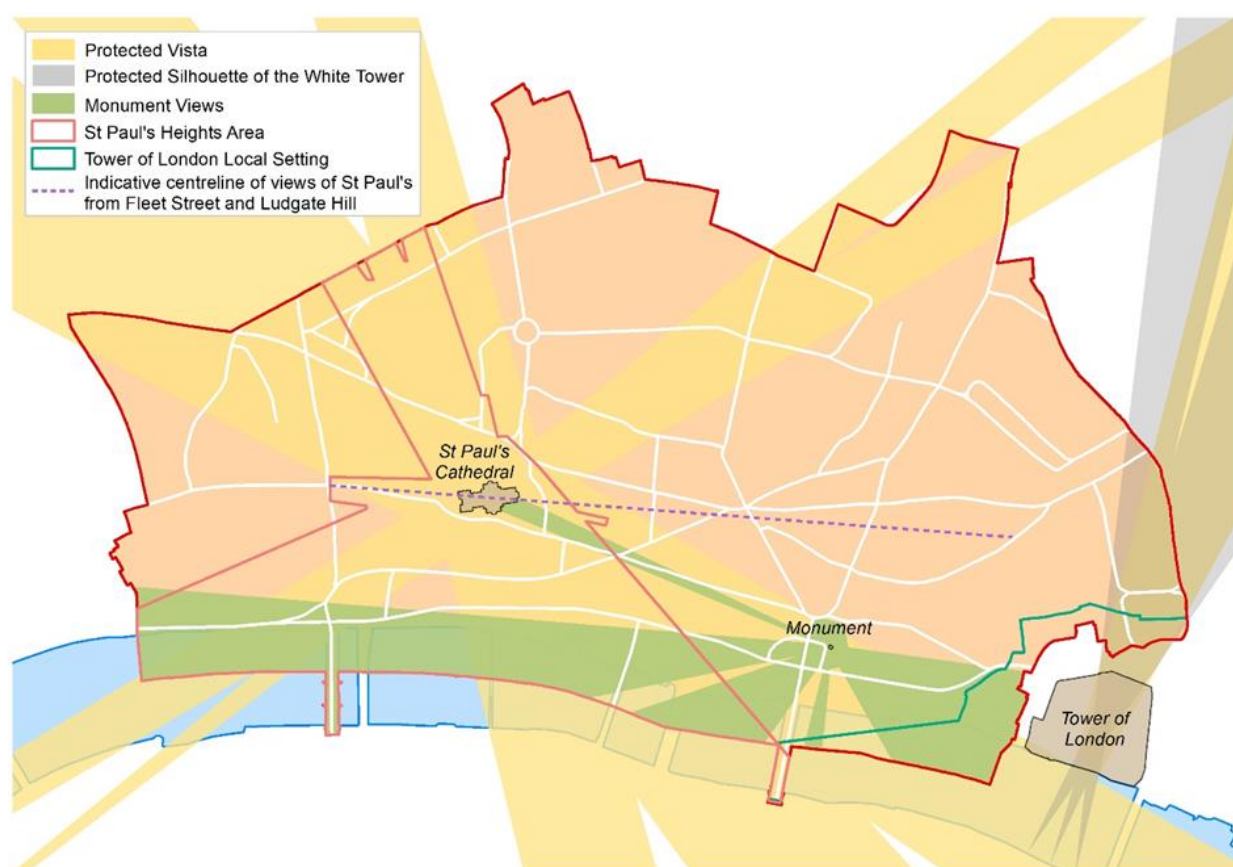 Protected Vista
Protected Silhouette of the White Tower
Monument Views
St Paul's Heights Area
Tower of London Local Setting
Indicative centreline of views of St Paul's
from Fleet Street and Ludgate Hill
St Paul's
Cathedral
Monument
Tower of
London